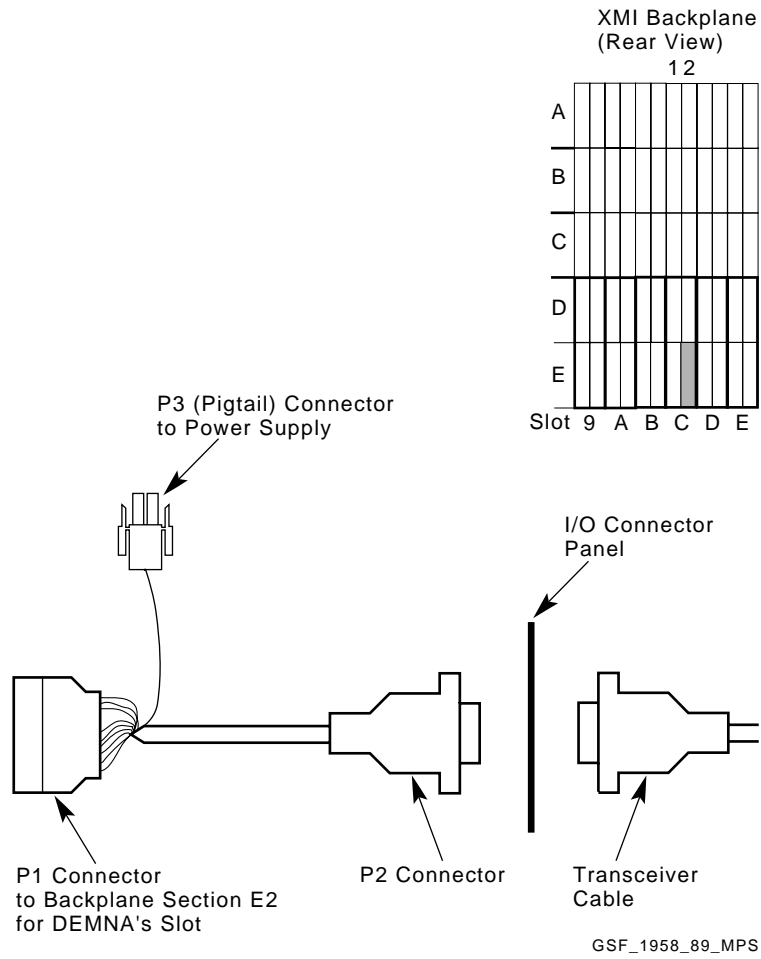 XMI Backplane
(Rear View)
1 2
A
B
C
D
E
Slot 9 A B C D E
P3 (Pigtail) Connector
to Power Supply
I/O Connector
Panel
P1 Connector
to Backplane Section E2
for DEMNA's Slot
P2 Connector
Transceiver
Cable
GSF_1958_89_MPS